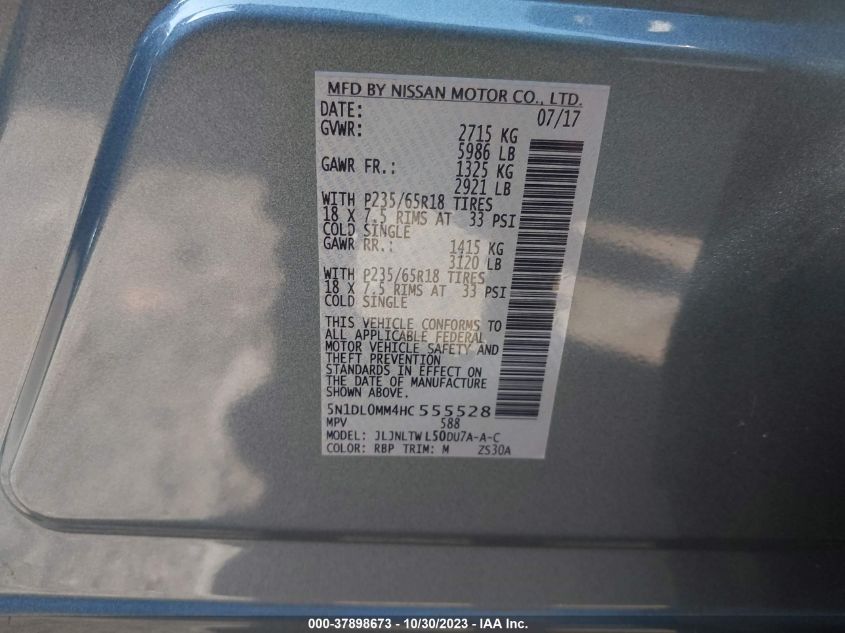 MFD BY NISSAN MOTOR CO., LTD.
DATE: 07/17
GVWR: 2715 KG
5986 LB
GAWR FR.: 1325 KG
2921 LB
WITH P235/65R18 TIRES
18 X 7.5 RIMS AT 33 PSI
COLD SINGLE
GAWR RR.: 1415 KG
3120 LB
WITH P235/65R18 TIRES
18 X 7.5 RIMS AT 33 PSI
COLD SINGLE
THIS VEHICLE CONFORMS TO
ALL APPLICABLE FEDERAL
MOTOR VEHICLE SAFETY AND
THEFT PREVENTION
STANDARDS IN EFFECT ON
THE DATE OF MANUFACTURE
SHOWN ABOVE.
5N1DL0MM4HC 555528
MPV 588
MODEL: JLJNLTW L50DU7A-A-C
COLOR: RBP TRIM: M ZS30A
000-37898673 - 10/30/2023 - IAA Inc.